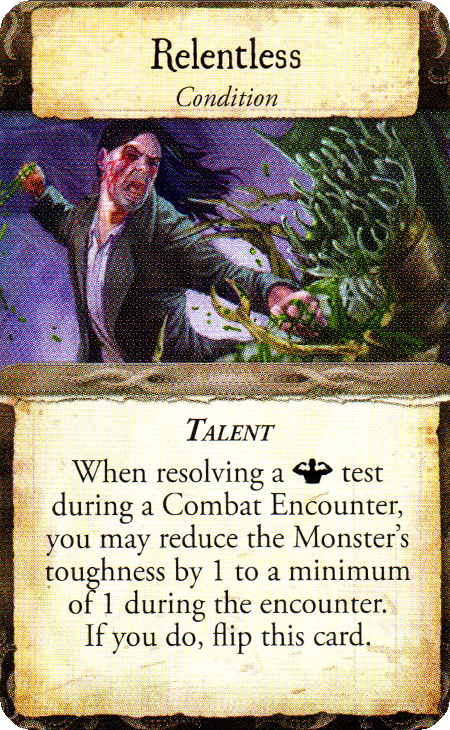 Relentless
Condition
Talent
When resolving a test
during a Combat Encounter,
you may reduce the Monster's
toughness by 1 to a minimum
of 1 during the encounter.
If you do, flip this card.